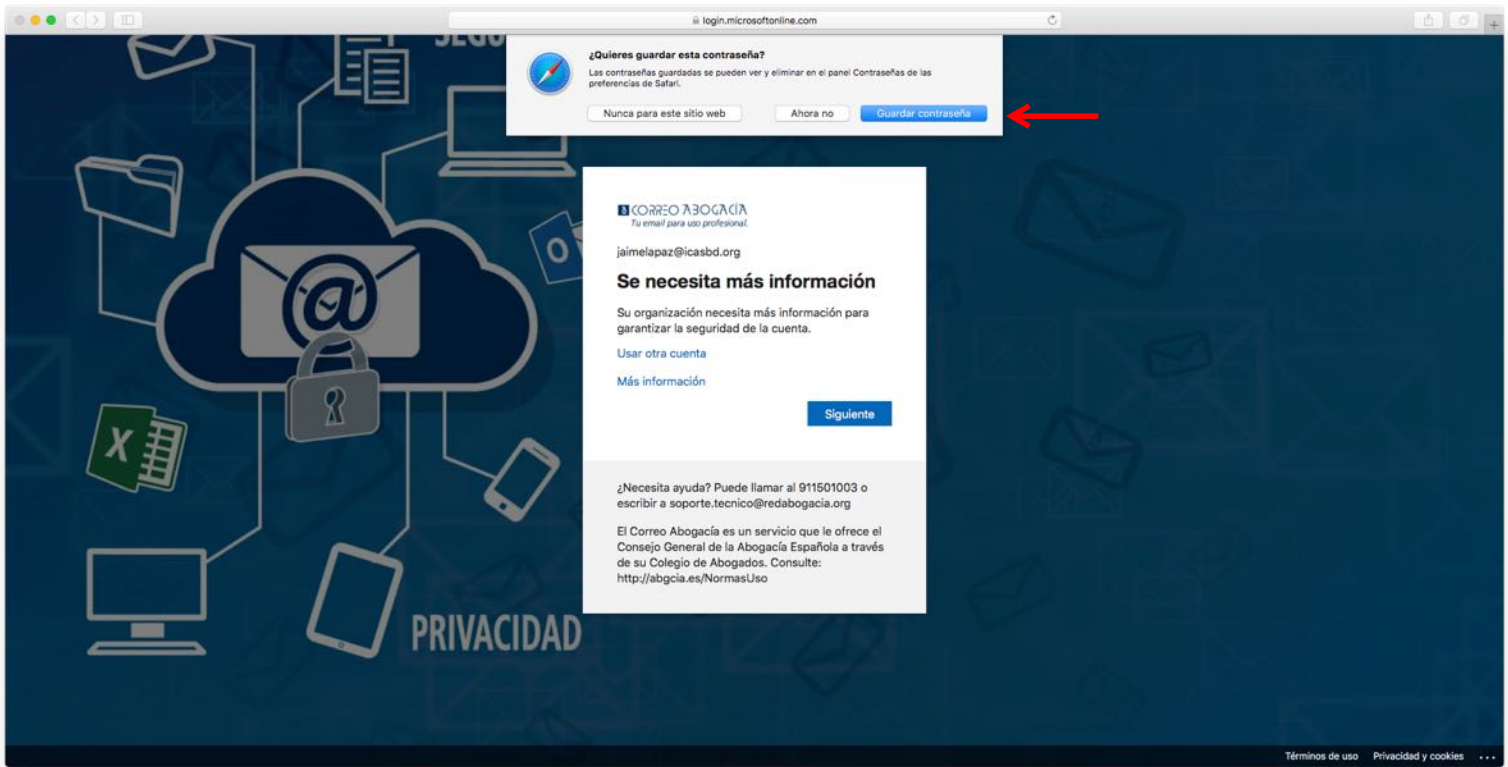 login.microsoftonline.com
¿Quieres guardar esta contraseña?
Las contraseñas guardadas se pueden ver y eliminar en el panel Contraseñas de las
preferencias de Safari.
Nunca para este sitio web
Ahora no
Guardar contraseña
CORREO ABOGACÍA
Tu email para uso profesional.
jaimelapaz@icasbd.org
Se necesita más información
Su organización necesita más información para
garantizar la seguridad de la cuenta.
Usar otra cuenta
Más información
Siguiente
¿Necesita ayuda? Puede llamar al 911501003 o
escribir a soporte.tecnico@redabogacia.org
El Correo Abogacía es un servicio que le ofrece el
Consejo General de la Abogacía Española a través
de su Colegio de Abogados. Consulte:
http://abgcia.es/NormasUso
PRIVACIDAD
Términos de uso
Privacidad y cookies